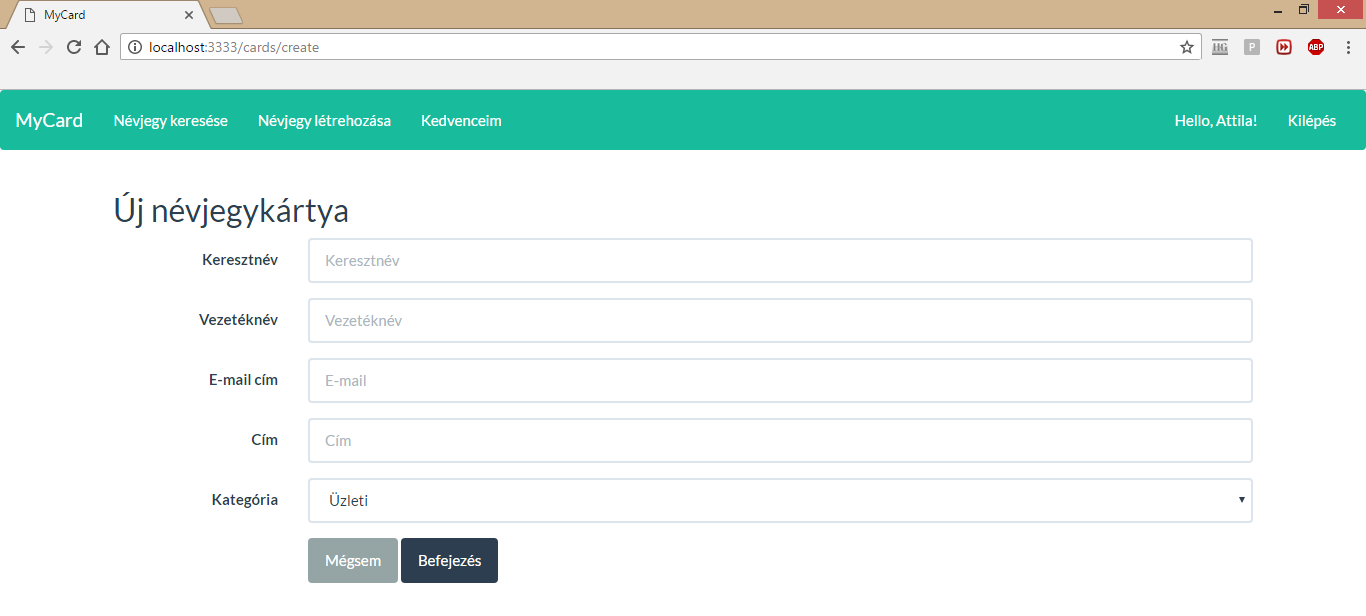 MyCard
localhost:3333/cards/create
HG
P
ABP
MyCard Névjegy keresése Névjegy létrehozása Kedvenceim Hello, Attila! Kilépés
Új névjegykártya
Keresztnév Keresztnév
Vezetéknév Vezetéknév
E-mail cím E-mail
Cím Cím
Kategória Üzleti
Mégsem Befejezés